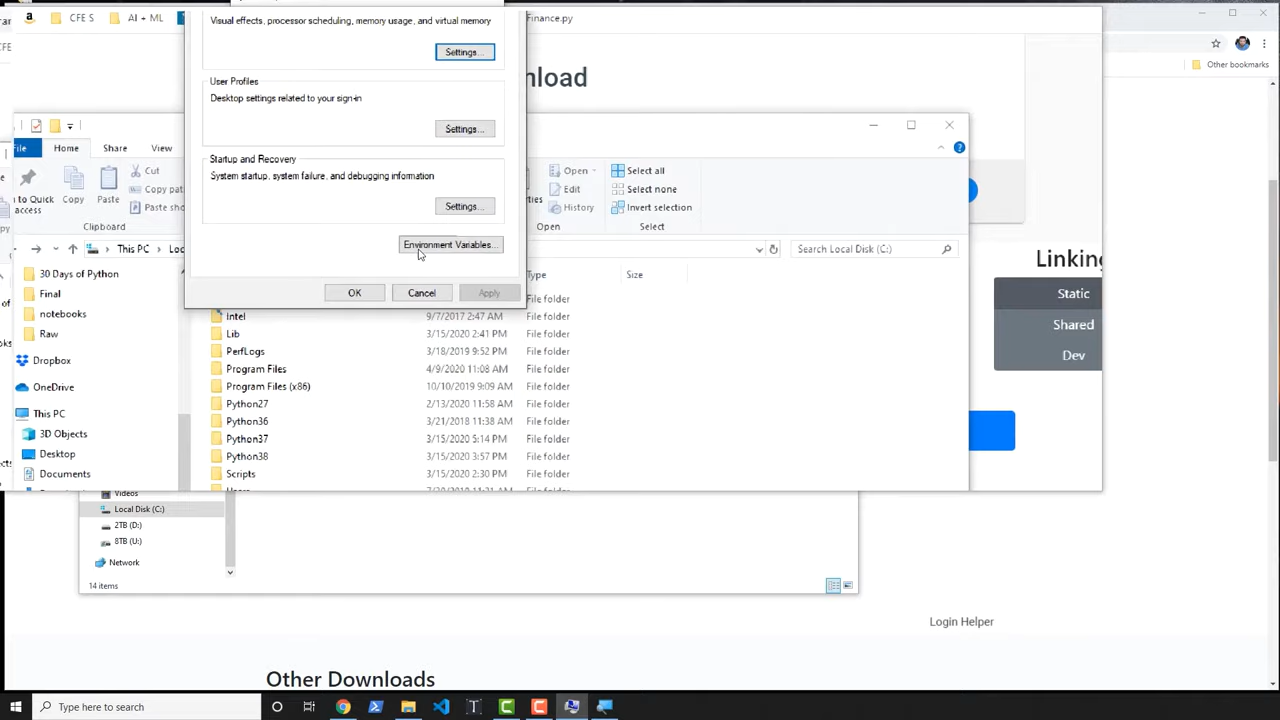 CFE S
AI + ML
Finance.py
Other bookmarks
Visual effects, processor scheduling, memory usage, and virtual memory
Settings...
User Profiles
Desktop settings related to your sign-in
Settings...
Startup and Recovery
System startup, system failure, and debugging information
Settings...
Environment Variables...
OK
Cancel
Apply
nload
File
Home
Share
View
to Quick
access
Copy
Paste
Cut
Copy pat
Paste sho
Clipboard
Open
Edit
History
Open
Select all
Select none
Invert selection
Select
This PC
Search Local Disk (C:)
Type
Size
30 Days of Python
Final
notebooks
Raw
Dropbox
OneDrive
This PC
3D Objects
Desktop
Documents
File folder
Intel 9/7/2017 2:47 AM File folder
Lib 3/15/2020 2:41 PM File folder
PerfLogs 3/18/2019 9:52 PM File folder
Program Files 4/9/2020 11:08 AM File folder
Program Files (x86) 10/10/2019 9:09 AM File folder
Python27 2/13/2020 11:58 AM File folder
Python36 3/21/2018 11:38 AM File folder
Python37 3/15/2020 5:14 PM File folder
Python38 3/15/2020 3:57 PM File folder
Scripts 3/15/2020 2:30 PM File folder
Linking
Static
Shared
Dev
Videos
Local Disk (C:)
2TB (D:)
8TB (U:)
Network
14 items
Login Helper
Other Downloads
Type here to search